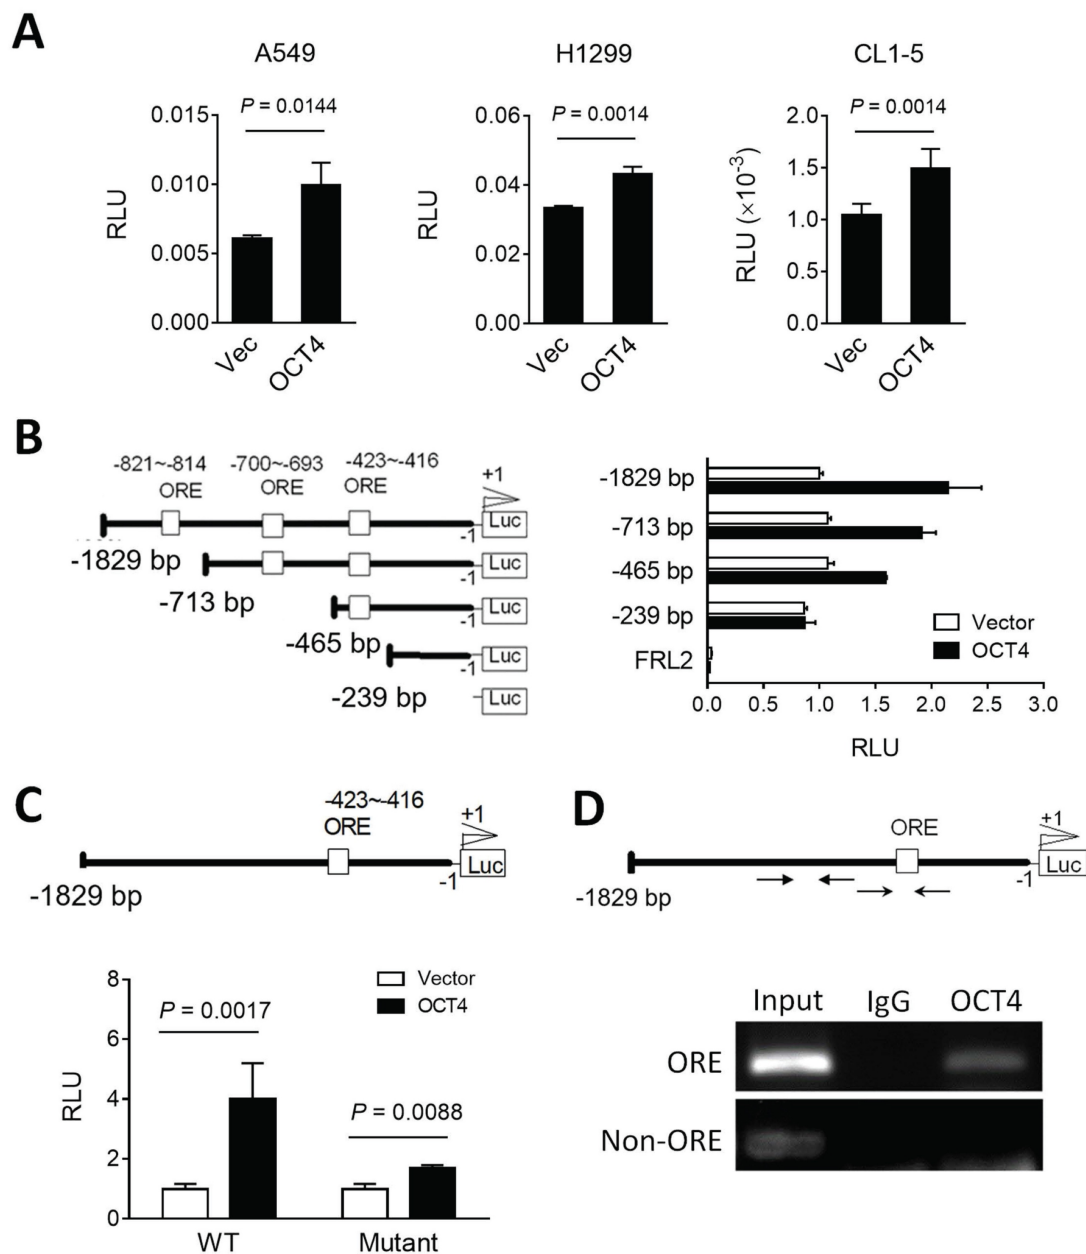 A
A549
P = 0.0144
RLU
0.015
0.010
0.005
0.000
Vec
OCT4
H1299
P = 0.0014
RLU
0.06
0.04
0.02
0.00
Vec
OCT4
CL1-5
P = 0.0014
RLU (×10⁻³)
2.0
1.5
1.0
0.5
0.0
Vec
OCT4
B
-821~-814
ORE
-700~-693
ORE
-423~-416
ORE
+1
Luc
-1
-1829 bp
Luc
-1
-713 bp
Luc
-1
-465 bp
Luc
-1
-239 bp
Luc
-1829 bp
-713 bp
-465 bp
-239 bp
FRL2
Vector
OCT4
0.0 0.5 1.0 1.5 2.0 2.5 3.0
RLU
C
-423~-416
ORE
+1
Luc
-1
-1829 bp
Vector
OCT4
P = 0.0017
P = 0.0088
RLU
8
6
4
2
0
WT
Mutant
D
ORE
+1
Luc
-1
-1829 bp
Input IgG OCT4
ORE
Non-ORE